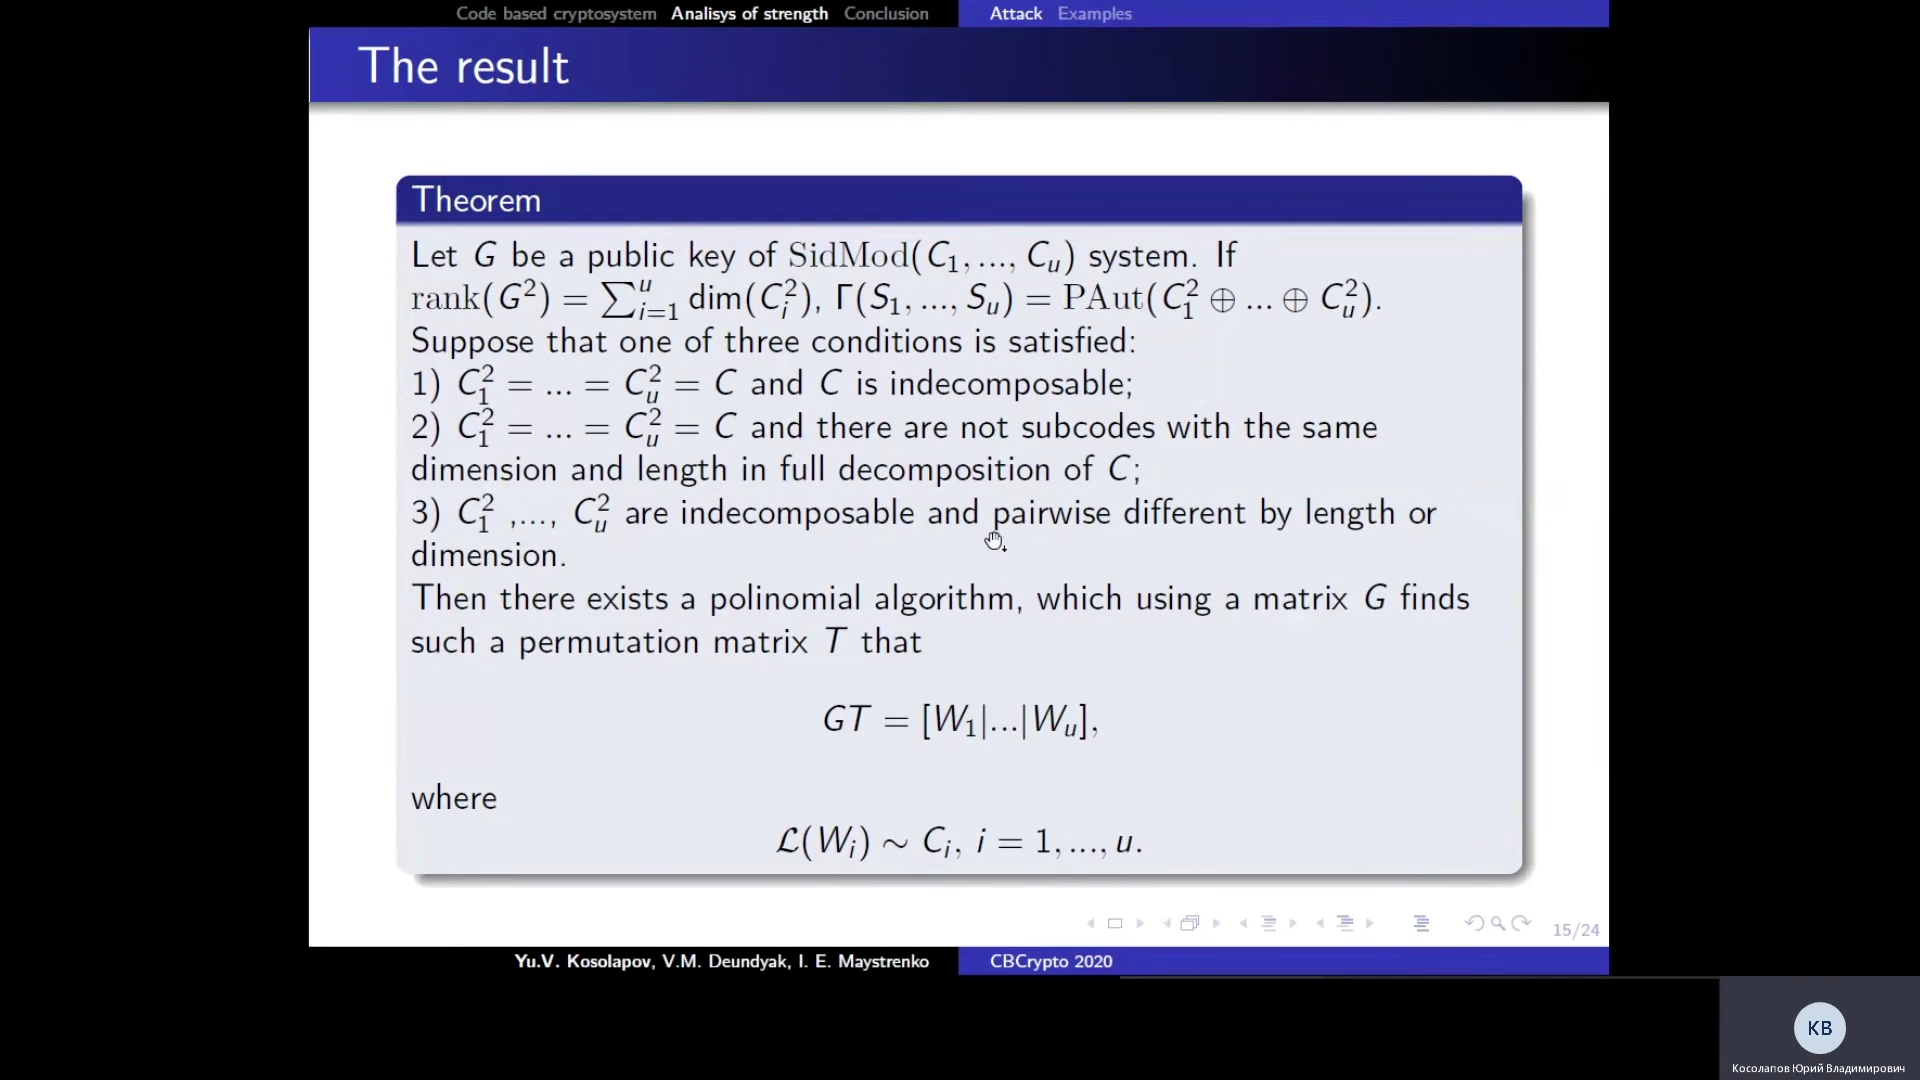 Code based cryptosystem Analisys of strength Conclusion Attack Examples
The result
Theorem
Let G be a public key of SidMod(C₁, ..., Cᵤ) system. If
rank(G²) = ∑ᵢ₌₁ᵘ dim(Cᵢ²), Γ(S₁, ..., Sᵤ) = PAut(C₁² ⊕ ... ⊕ Cᵤ²).
Suppose that one of three conditions is satisfied:
1) C₁² = ... = Cᵤ² = C and C is indecomposable;
2) C₁² = ... = Cᵤ² = C and there are not subcodes with the same
dimension and length in full decomposition of C;
3) C₁² ,..., Cᵤ² are indecomposable and pairwise different by length or
dimension.
Then there exists a polinomial algorithm, which using a matrix G finds
such a permutation matrix T that
GT = [W₁|...|Wᵤ],
where
ℒ(Wᵢ) ∼ Cᵢ, i = 1, ..., u.
15/24
Yu.V. Kosolapov, V.M. Deundyak, I. E. Maystrenko CBCrypto 2020
КВ
Косолапов Юрий Владимирович